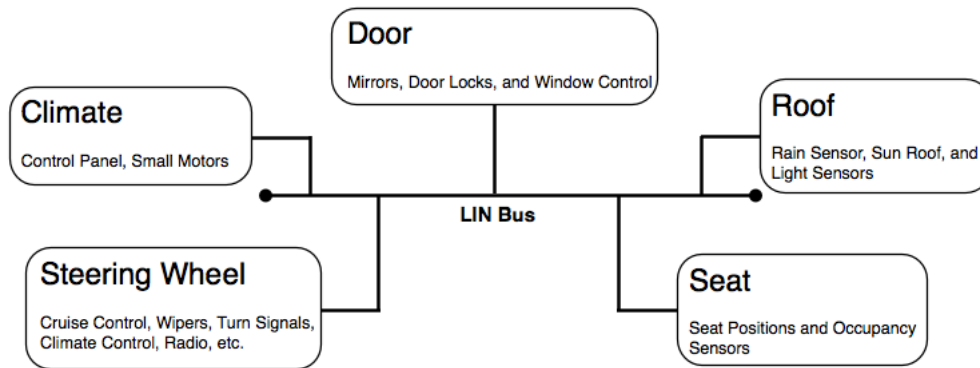 Door
Mirrors, Door Locks, and Window Control
Climate
Control Panel, Small Motors
Roof
Rain Sensor, Sun Roof, and
Light Sensors
LIN Bus
Steering Wheel
Cruise Control, Wipers, Turn Signals,
Climate Control, Radio, etc.
Seat
Seat Positions and Occupancy
Sensors